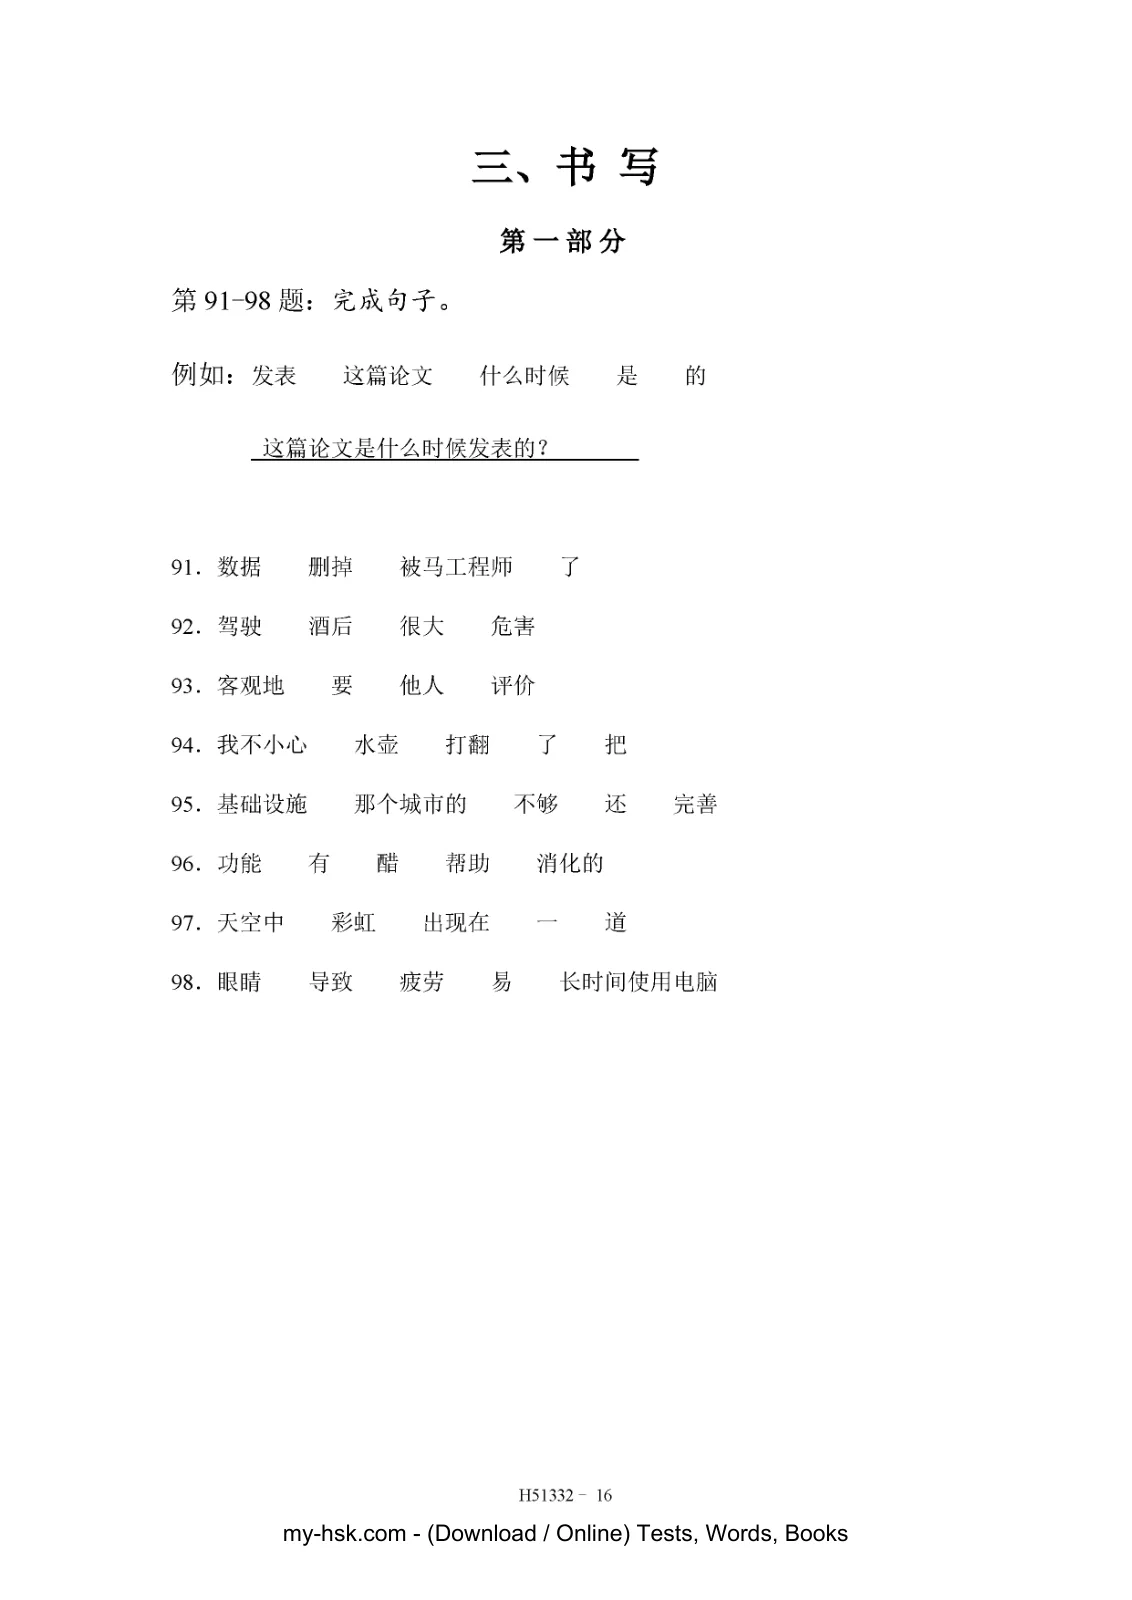 三、书 写
第一部分
第 91-98 题：完成句子。
例如：发表 这篇论文 什么时候 是 的
这篇论文是什么时候发表的？
91．数据 删掉 被马工程师 了
92．驾驶 酒后 很大 危害
93．客观地 要 他人 评价
94．我不小心 水壶 打翻 了 把
95．基础设施 那个城市的 不够 还 完善
96．功能 有 醋 帮助 消化的
97．天空中 彩虹 出现在 一 道
98．眼睛 导致 疲劳 易 长时间使用电脑
H51332－ 16
my-hsk.com - (Download / Online) Tests, Words, Books